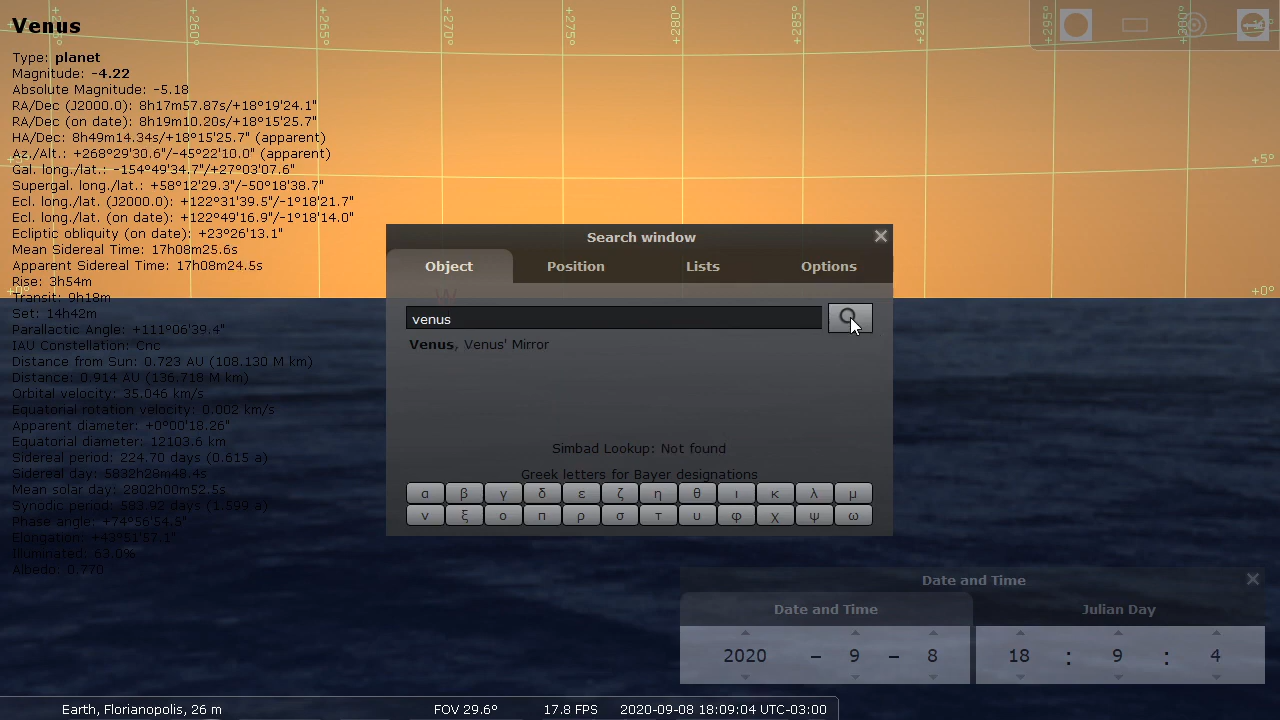 Venus
Type: planet
Magnitude: -4.22
Absolute Magnitude: -5.18
RA/Dec (J2000.0): 8h17m57.87s/+18°19'24.1"
RA/Dec (on date): 8h19m10.20s/+18°15'25.7"
HA/Dec: 8h49m14.34s/+18°15'25.7" (apparent)
Az./Alt.: +268°29'30.6"/-45°22'10.0" (apparent)
Gal. long./lat.: -154°49'34.7"/+27°03'07.6"
Supergal. long./lat.: +58°12'29.3"/-50°18'38.7"
Ecl. long./lat. (J2000.0): +122°31'39.5"/-1°18'21.7"
Ecl. long./lat. (on date): +122°49'16.9"/-1°18'14.0"
Ecliptic obliquity (on date): +23°26'13.1"
Mean Sidereal Time: 17h08m25.6s
Apparent Sidereal Time: 17h08m24.5s
Rise: 3h54m
Transit: 9h18m
Set: 14h42m
Parallactic Angle: +111°06'39.4"
IAU Constellation: Cnc
Distance from Sun: 0.723 AU (108.130 M km)
Distance: 0.914 AU (136.718 M km)
Orbital velocity: 35.046 km/s
Equatorial rotation velocity: 0.002 km/s
Apparent diameter: +0°00'18.26"
Equatorial diameter: 12103.6 km
Sidereal period: 224.70 days (0.615 a)
Sidereal day: 5832h28m48.4s
Mean solar day: 2802h00m52.5s
Synodic period: 583.92 days (1.599 a)
Phase angle: +74°56'54.5"
Elongation: +43°51'57.1"
Illuminated: 63.0%
Albedo: 0.770
+260° +265° +270° +275° +280° +285° +290° +295° +300°
+5°
+0°
W
Search window
Object Position Lists Options
venus
Venus, Venus' Mirror
Simbad Lookup: Not found
Greek letters for Bayer designations
α β γ δ ε ζ η θ ι κ λ μ
ν ξ ο π ρ σ τ υ φ χ ψ ω
Date and Time
Date and Time Julian Day
2020 - 9 - 8 18 : 9 : 4
Earth, Florianopolis, 26 m FOV 29.6° 17.8 FPS 2020-09-08 18:09:04 UTC-03:00